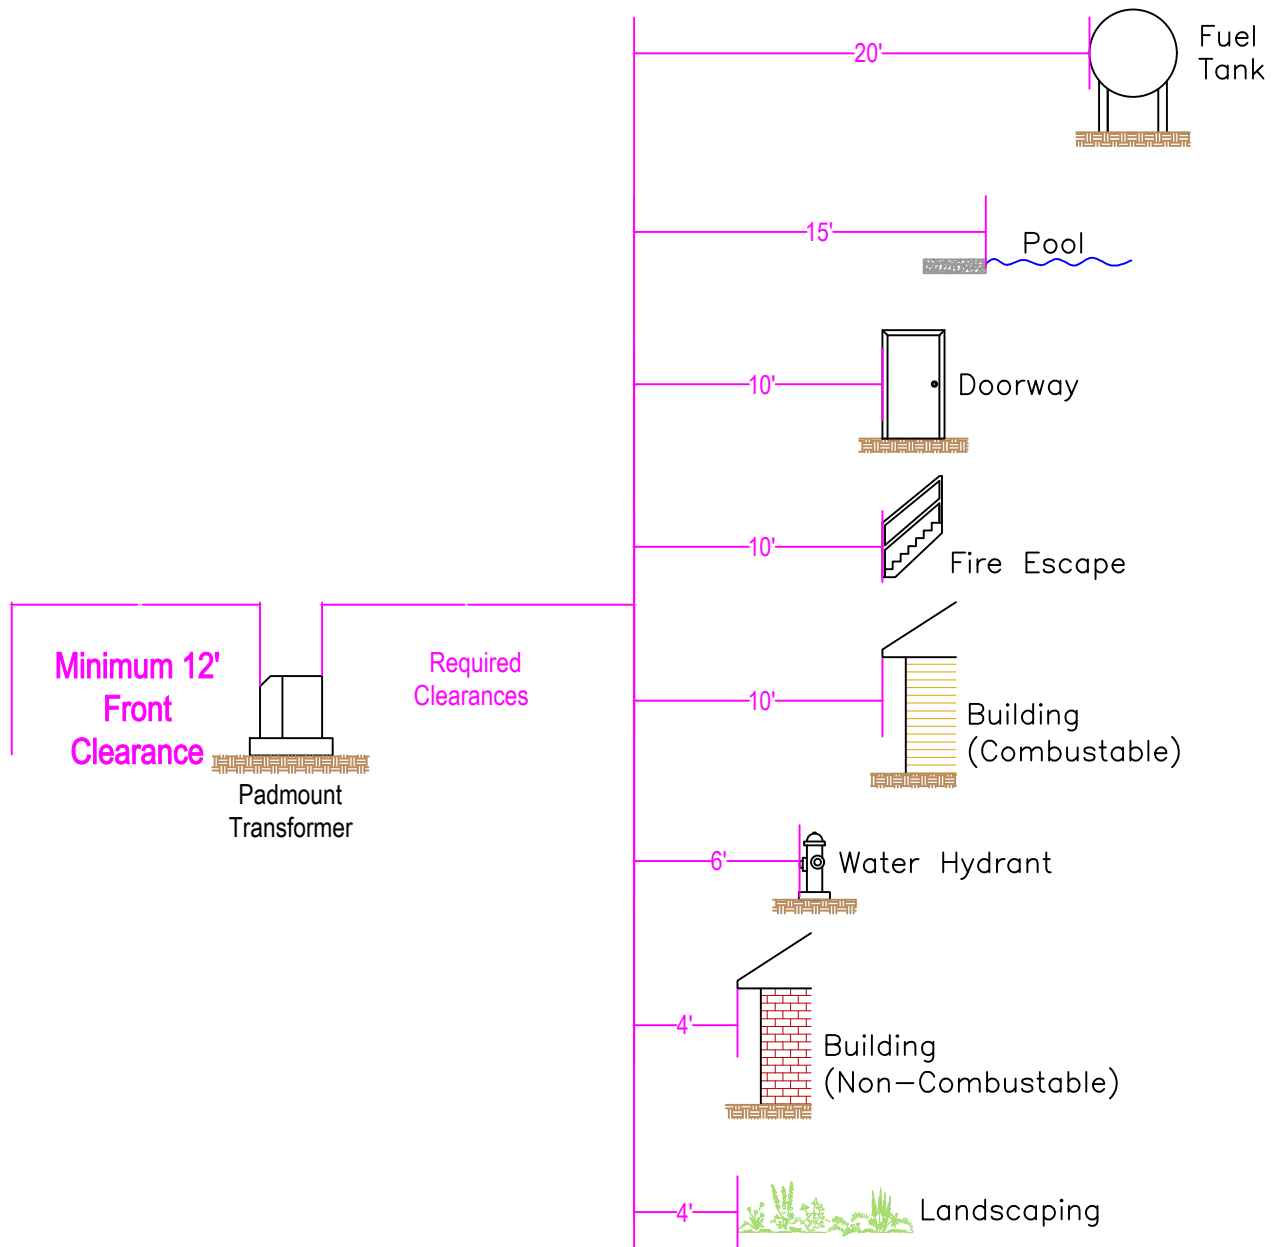 20'
Fuel
Tank
15'
Pool
10'
Doorway
10'
Fire Escape
Minimum 12'
Front
Clearance
Required
Clearances
Padmount
Transformer
10'
Building
(Combustable)
6'
Water Hydrant
4'
Building
(Non-Combustable)
4'
Landscaping